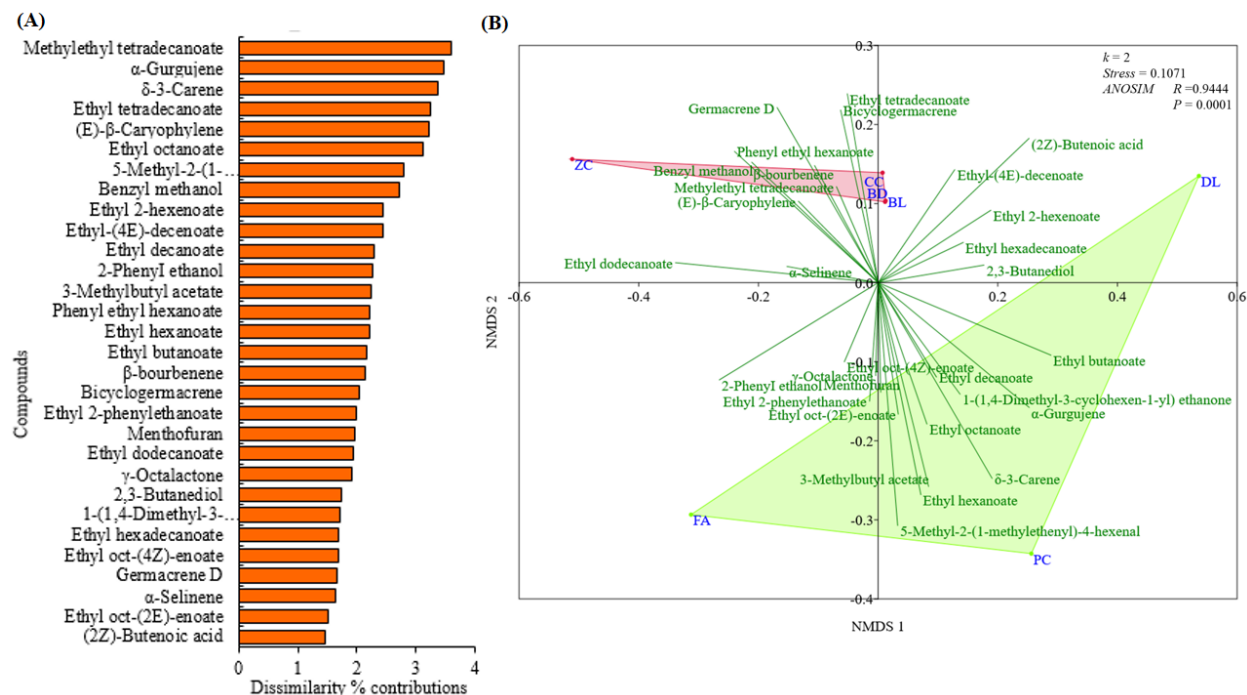 (A)
Methylethyl tetradecanoate
α-Gurgujene
δ-3-Carene
Ethyl tetradecanoate
(E)-β-Caryophylene
Ethyl octanoate
5-Methyl-2-(1-...
Benzyl methanol
Ethyl 2-hexenoate
Ethyl-(4E)-decenoate
Ethyl decanoate
2-PhenyI ethanol
3-Methylbutyl acetate
Phenyl ethyl hexanoate
Ethyl hexanoate
Ethyl butanoate
β-bourbenene
Bicyclogermacrene
Ethyl 2-phenylethanoate
Menthofuran
Ethyl dodecanoate
γ-Octalactone
2,3-Butanediol
1-(1,4-Dimethyl-3-...
Ethyl hexadecanoate
Ethyl oct-(4Z)-enoate
Germacrene D
α-Selinene
Ethyl oct-(2E)-enoate
(2Z)-Butenoic acid
Compounds
0 1 2 3 4
Dissimilarity % contributions
(B)
k = 2
Stress = 0.1071
ANOSIM R =0.9444
P = 0.0001
0.3
0.2
0.1
0.0
-0.1
-0.2
-0.3
-0.4
-0.6 -0.4 -0.2 0.2 0.4 0.6
NMDS 2
NMDS 1
Ethyl tetradecanoate
Germacrene D
Bicyclogermacrene
(2Z)-Butenoic acid
Phenyl ethyl hexanoate
ZC
Benzyl methanol
β-bourbenene
Ethyl-(4E)-decenoate
CC
DL
Methylethyl tetradecanoate
BD
(E)-β-Caryophylene
BL
Ethyl 2-hexenoate
Ethyl hexadecanoate
Ethyl dodecanoate
α-Selinene
2,3-Butanediol
Ethyl butanoate
Ethyl oct-(4Z)-enoate
γ-Octalactone
Ethyl decanoate
2-PhenyI ethanol
Menthofuran
Ethyl 2-phenylethanoate
1-(1,4-Dimethyl-3-cyclohexen-1-yl) ethanone
Ethyl oct-(2E)-enoate
α-Gurgujene
Ethyl octanoate
3-Methylbutyl acetate
δ-3-Carene
Ethyl hexanoate
FA
5-Methyl-2-(1-methylethenyl)-4-hexenal
PC